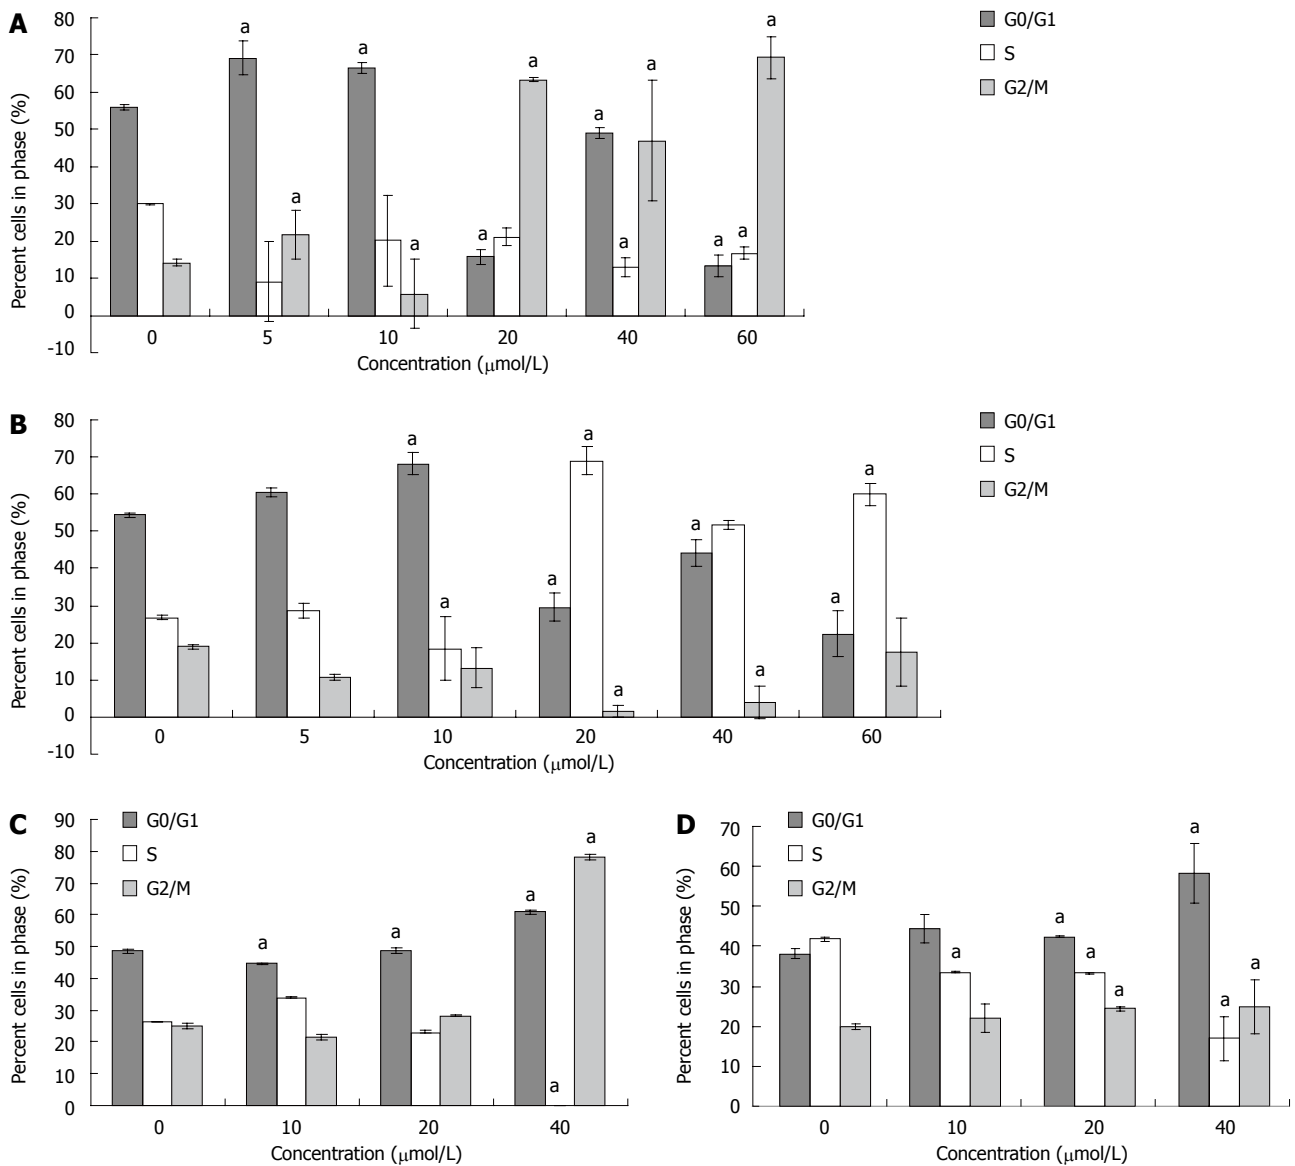 A
80
70
60
50
40
30
20
10
0
-10
Percent cells in phase (%)
a a a a a a a a a a a a
0 5 10 20 40 60
Concentration (μmol/L)
G0/G1
S
G2/M
B
80
70
60
50
40
30
20
10
0
-10
Percent cells in phase (%)
a a a a a a a a a
0 5 10 20 40 60
Concentration (μmol/L)
G0/G1
S
G2/M
C
90
80
70
60
50
40
30
20
10
0
Percent cells in phase (%)
G0/G1
S
G2/M
a a a a a
0 10 20 40
Concentration (μmol/L)
D
70
60
50
40
30
20
10
0
Percent cells in phase (%)
G0/G1
S
G2/M
a a a a a a a
0 10 20 40
Concentration (μmol/L)